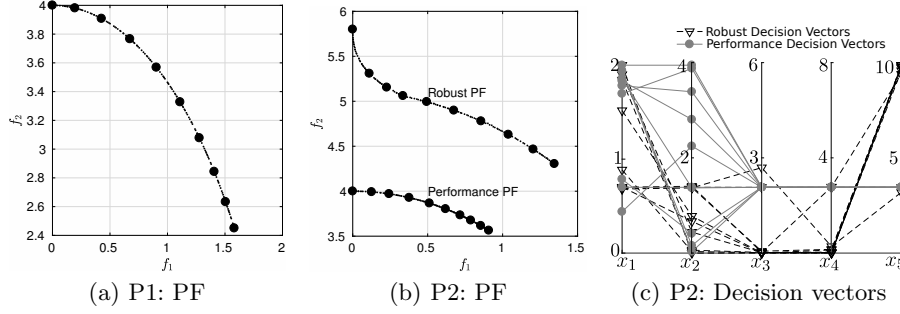 4
3.8
3.6
3.4
3.2
3
2.8
2.6
2.4
0 0.5 1 1.5 2
f2
f1
(a) P1: PF
6
5.5
5
4.5
4
3.5
0 0.5 1 1.5
f2
f1
Robust PF
Performance PF
(b) P2: PF
Robust Decision Vectors
Performance Decision Vectors
2 4 6 8 10
1 2 3 4 5
0
x1 x2 x3 x4 x5
(c) P2: Decision vectors